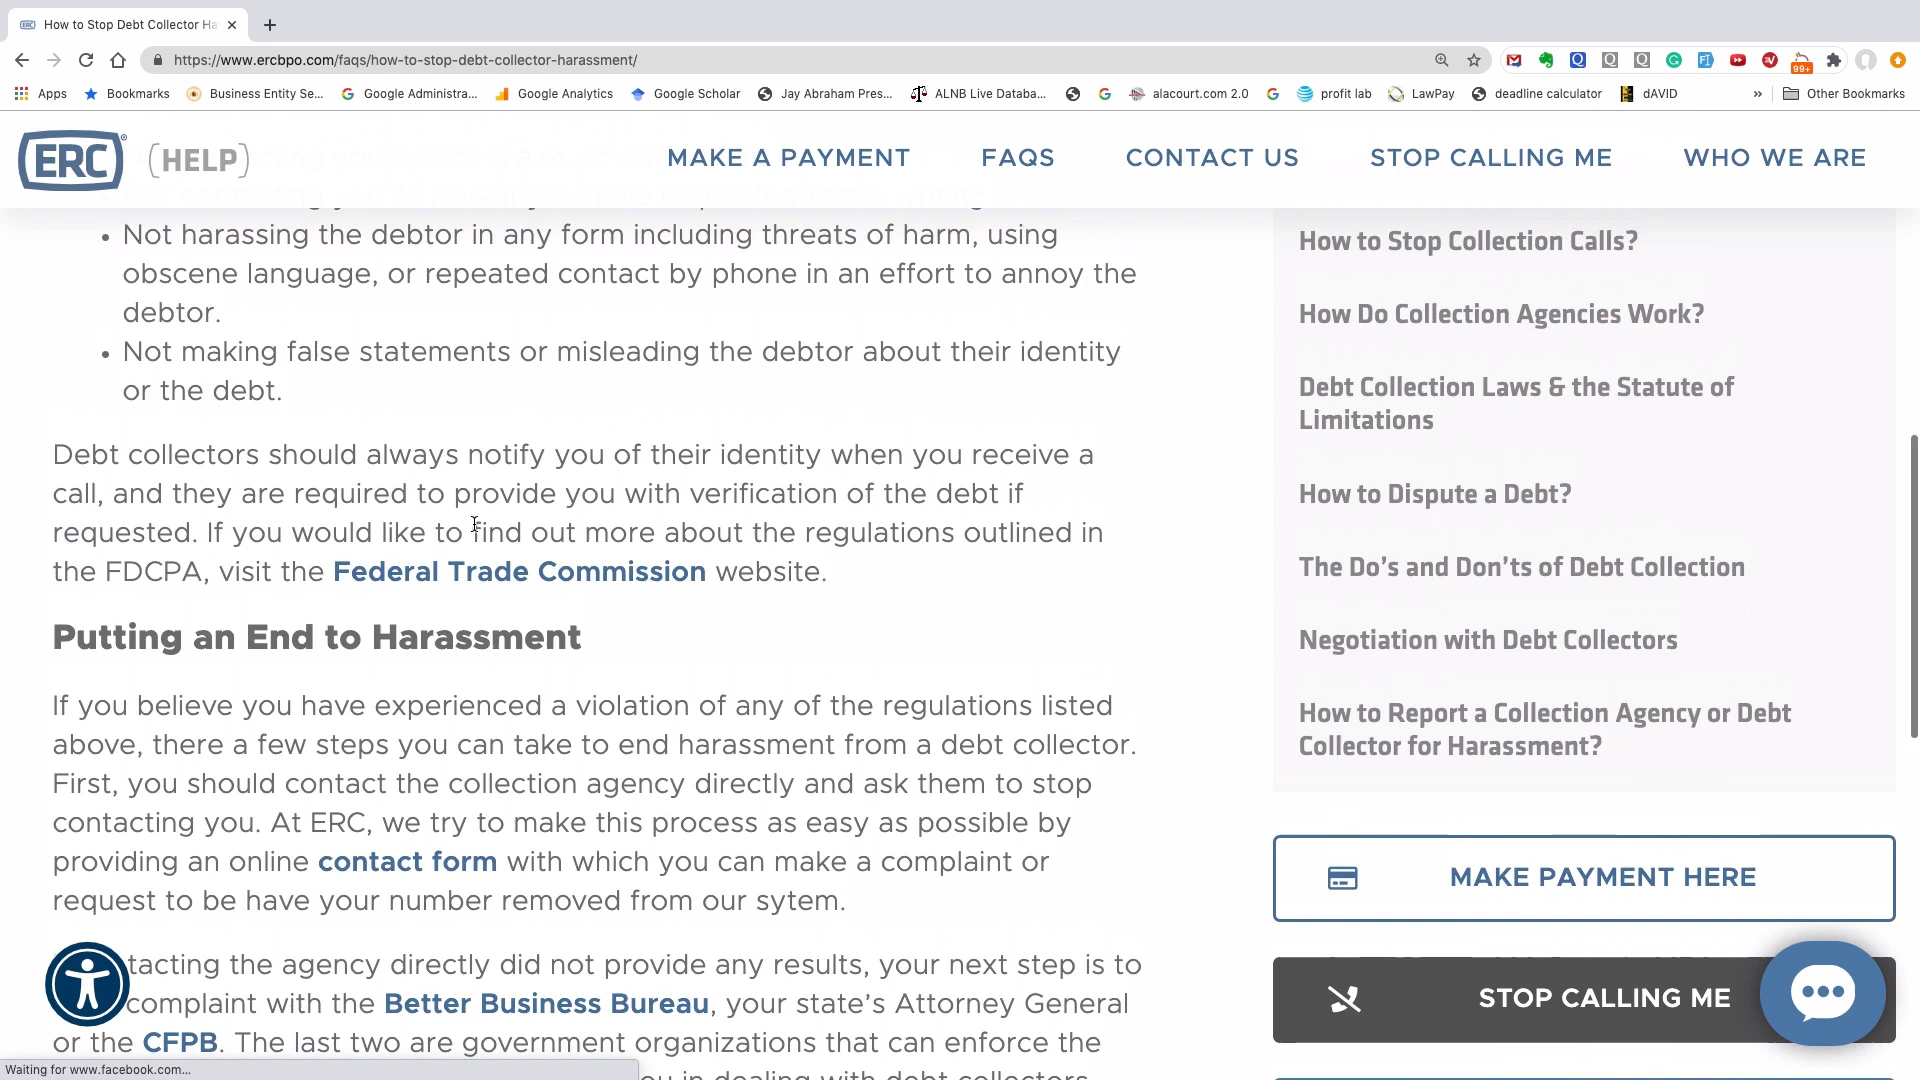 How to Stop Debt Collector Ha
https://www.ercbpo.com/faqs/how-to-stop-debt-collector-harassment/
99+
Apps
Bookmarks
Business Entity Se...
Google Administra...
Google Analytics
Google Scholar
Jay Abraham Pres...
ALNB Live Databa...
alacourt.com 2.0
profit lab
LawPay
deadline calculator
dAVID
»
Other Bookmarks
ERC
(HELP)
MAKE A PAYMENT
FAQS
CONTACT US
STOP CALLING ME
WHO WE ARE
• Not harassing the debtor in any form including threats of harm, using
obscene language, or repeated contact by phone in an effort to annoy the
debtor.
• Not making false statements or misleading the debtor about their identity
or the debt.
Debt collectors should always notify you of their identity when you receive a
call, and they are required to provide you with verification of the debt if
requested. If you would like to find out more about the regulations outlined in
the FDCPA, visit the Federal Trade Commission website.
Putting an End to Harassment
If you believe you have experienced a violation of any of the regulations listed
above, there a few steps you can take to end harassment from a debt collector.
First, you should contact the collection agency directly and ask them to stop
contacting you. At ERC, we try to make this process as easy as possible by
providing an online contact form with which you can make a complaint or
request to be have your number removed from our sytem.
tacting the agency directly did not provide any results, your next step is to
complaint with the Better Business Bureau, your state's Attorney General
or the CFPB. The last two are government organizations that can enforce the
ou in dealing with debt collectors
How to Stop Collection Calls?
How Do Collection Agencies Work?
Debt Collection Laws & the Statute of
Limitations
How to Dispute a Debt?
The Do's and Don'ts of Debt Collection
Negotiation with Debt Collectors
How to Report a Collection Agency or Debt
Collector for Harassment?
MAKE PAYMENT HERE
STOP CALLING ME
Waiting for www.facebook.com...